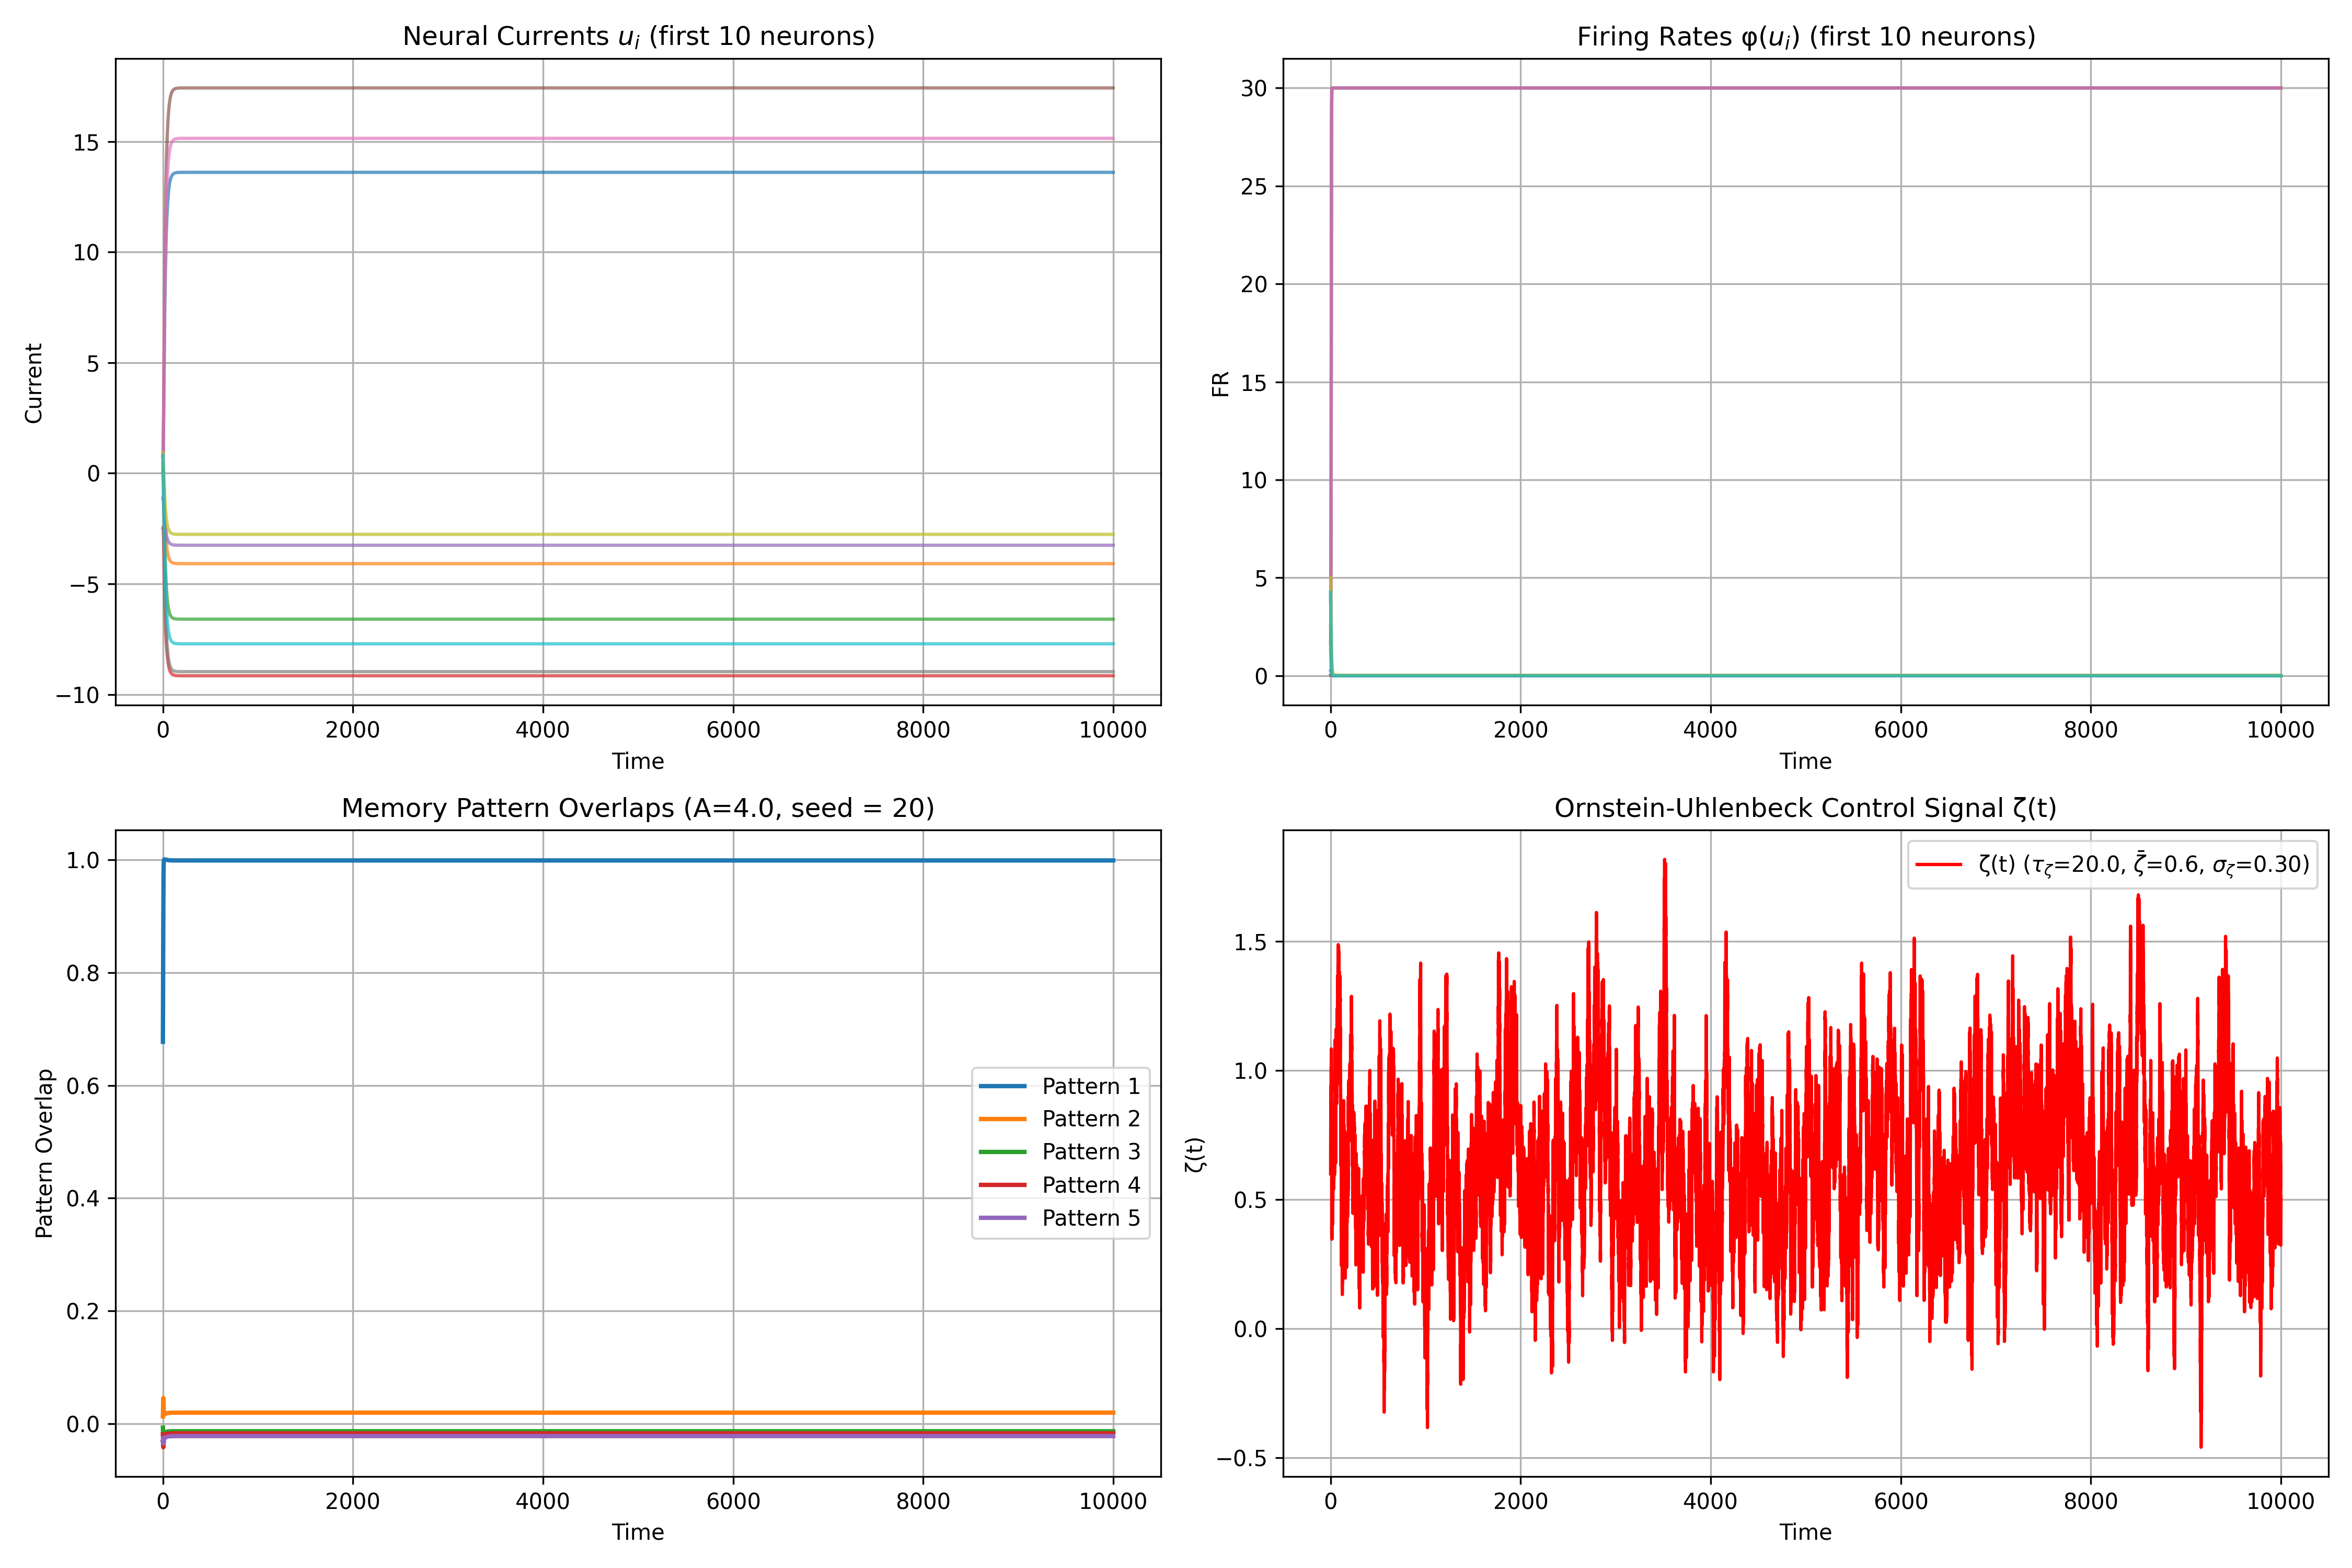 Neural Currents u_i (first 10 neurons)
Current
15
10
5
0
−5
−10
0 2000 4000 6000 8000 10000
Time
Firing Rates φ(u_i) (first 10 neurons)
FR
30
25
20
15
10
5
0
0 2000 4000 6000 8000 10000
Time
Memory Pattern Overlaps (A=4.0, seed = 20)
Pattern Overlap
1.0
0.8
0.6
0.4
0.2
0.0
Pattern 1
Pattern 2
Pattern 3
Pattern 4
Pattern 5
0 2000 4000 6000 8000 10000
Time
Ornstein-Uhlenbeck Control Signal ζ(t)
ζ(t)
ζ(t) (τ_ζ=20.0, ζ̄=0.6, σ_ζ=0.30)
1.5
1.0
0.5
0.0
−0.5
0 2000 4000 6000 8000 10000
Time